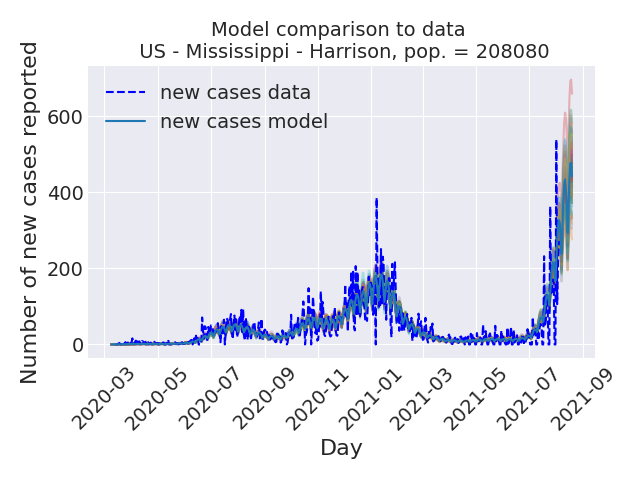 Model comparison to data
US - Mississippi - Harrison, pop. = 208080
Number of new cases reported
new cases data
new cases model
600
400
200
0
2020-03
2020-05
2020-07
2020-09
2020-11
2021-01
2021-03
2021-05
2021-07
2021-09
Day